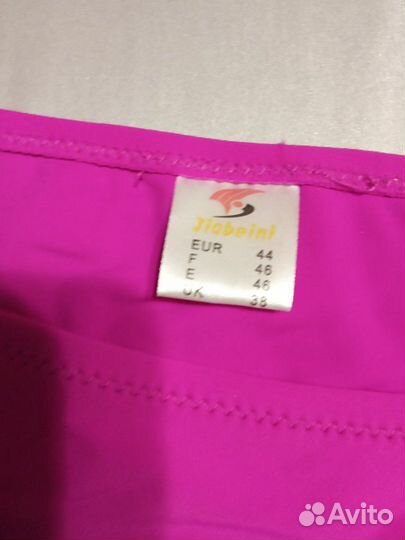 Jiabeini
EUR 44
F 46
E 46
UK 38
Avito